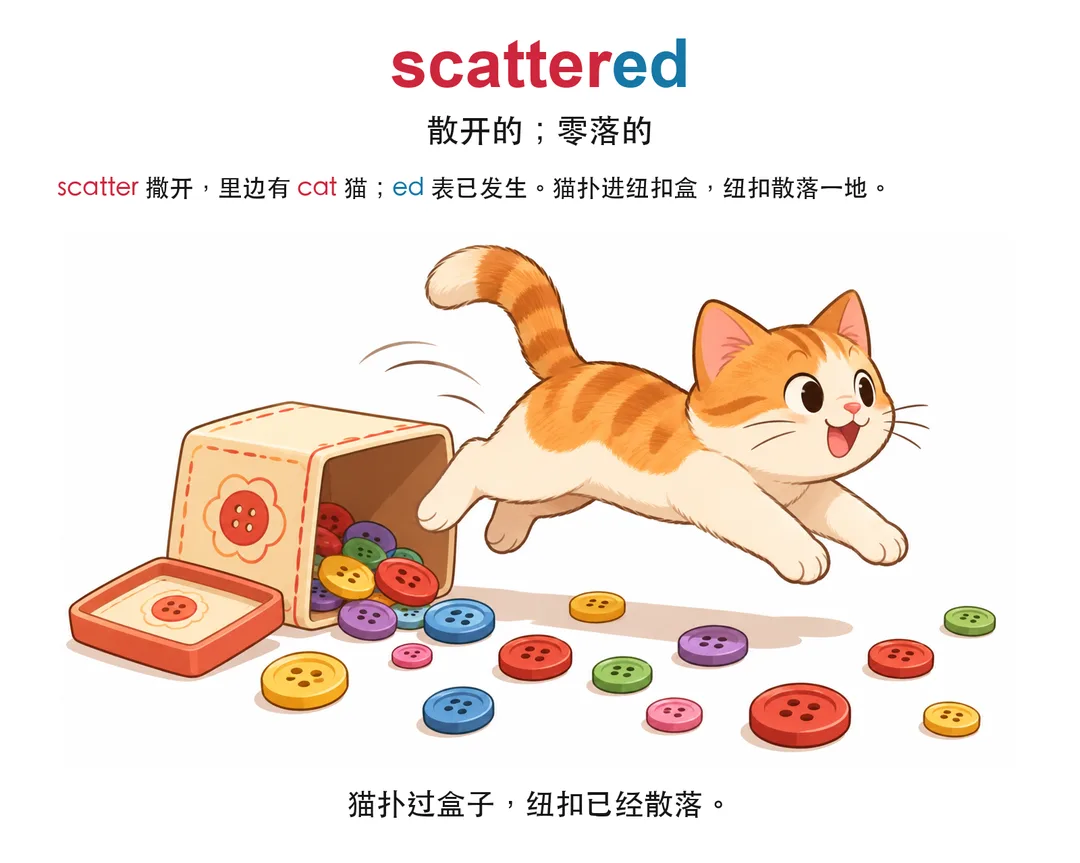 scattered
散开的；零落的
scatter 撒开，里边有 cat 猫；ed 表已发生。猫扑进纽扣盒，纽扣散落一地。
猫扑过盒子，纽扣已经散落。